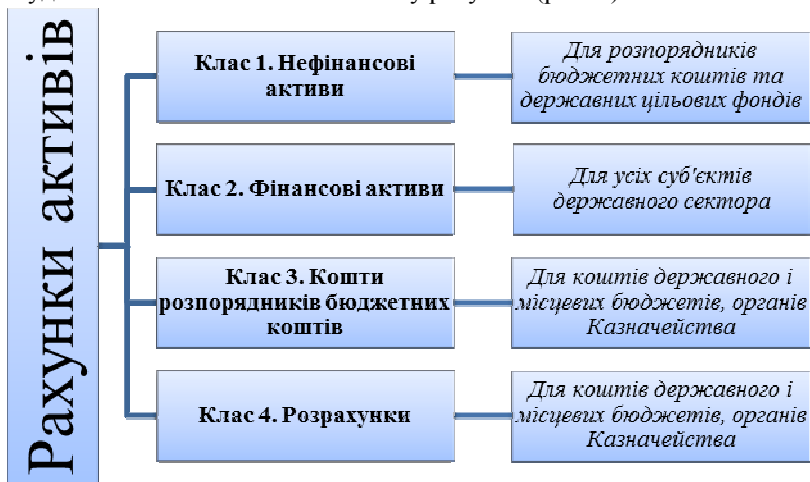 Рахунки активів
Клас 1. Нефінансові
активи
Для розпорядників
бюджетних коштів та
державних цільових фондів
Клас 2. Фінансові активи
Для усіх суб'єктів
державного сектора
Клас 3. Кошти
розпорядників бюджетних
коштів
Для коштів державного і
місцевих бюджетів, органів
Казначейства
Клас 4. Розрахунки
Для коштів державного і
місцевих бюджетів, органів
Казначейства